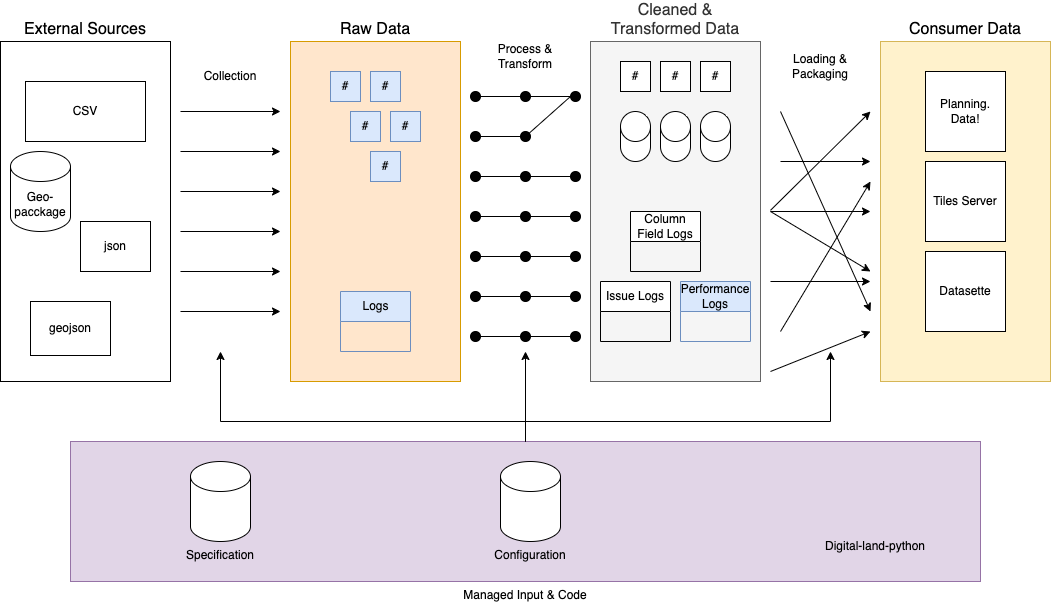 External Sources
CSV
Geo-
pacckage
json
geojson
Collection
Raw Data
#
#
#
#
#
Logs
Process &
Transform
Cleaned &
Transformed Data
#
#
#
Column
Field Logs
Issue Logs
Performance
Logs
Loading &
Packaging
Consumer Data
Planning.
Data!
Tiles Server
Datasette
Specification
Configuration
Digital-land-python
Managed Input & Code